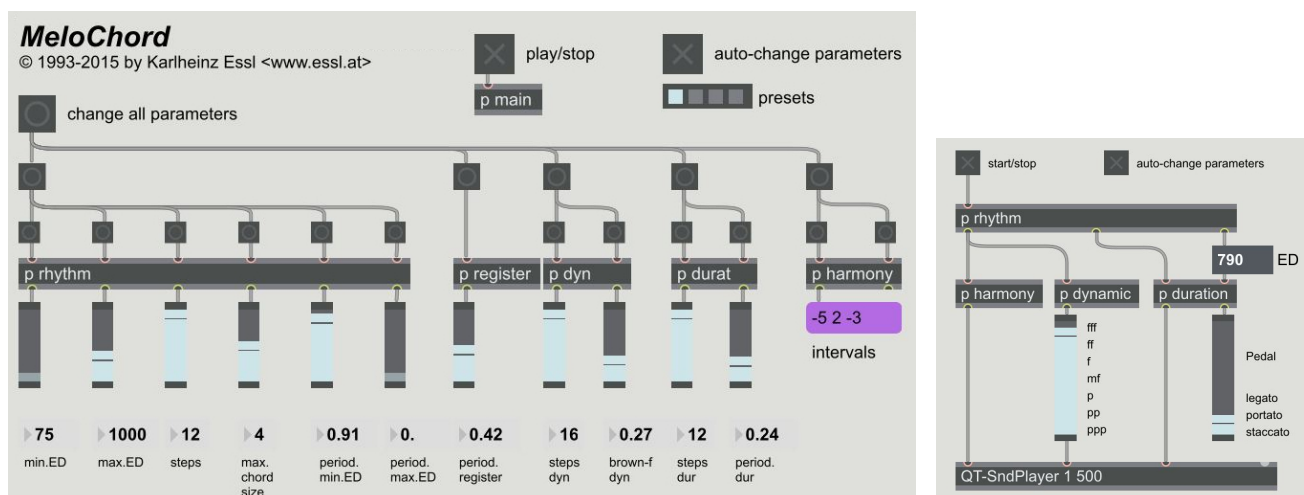 MeloChord
© 1993-2015 by Karlheinz Essl <www.essl.at>
play/stop
auto-change parameters
p main
presets
change all parameters
p rhythm
p register
p dyn
p durat
p harmony
-5 2 -3
intervals
75
1000
12
4
0.91
0.
0.42
16
0.27
12
0.24
min.ED
max.ED
steps
max.
chord
size
period.
min.ED
period.
max.ED
period.
register
steps
dyn
brown-f
dyn
steps
dur
period.
dur
start/stop
auto-change parameters
p rhythm
790
ED
p harmony
p dynamic
p duration
fff
ff
f
mf
p
pp
ppp
Pedal
legato
portato
staccato
QT-SndPlayer 1 500